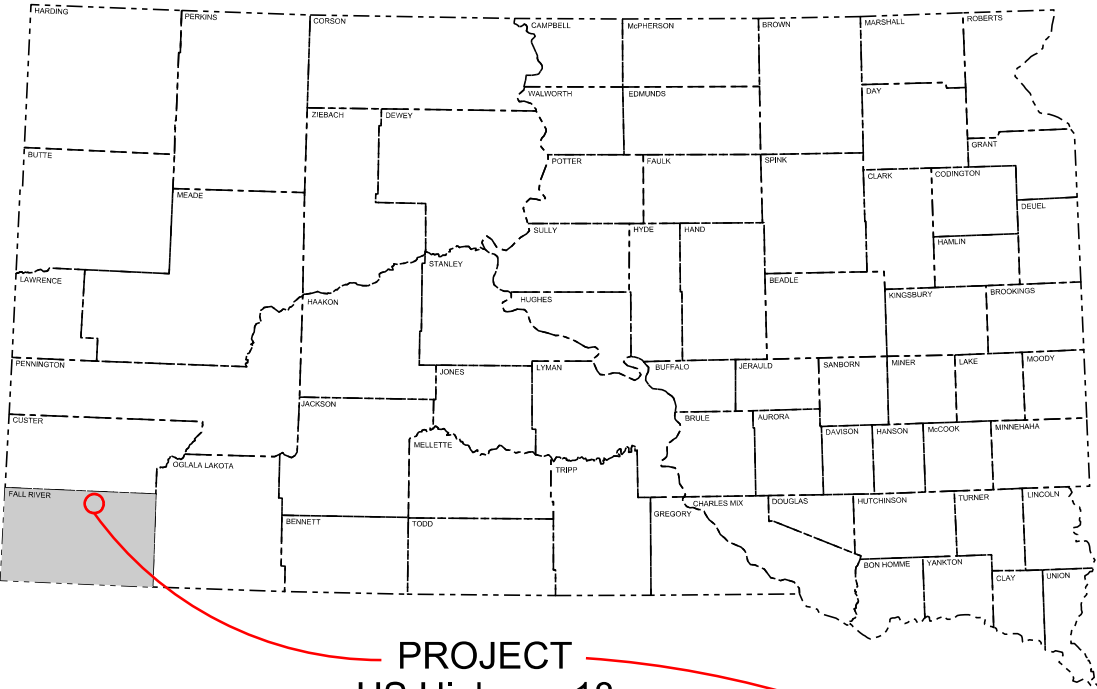 HARDING
PERKINS
CORSON
CAMPBELL
McPHERSON
BROWN
MARSHALL
ROBERTS
WALWORTH
EDMUNDS
DAY
ZIEBACH
DEWEY
GRANT
BUTTE
POTTER
FAULK
SPINK
CLARK
CODINGTON
MEADE
DEUEL
SULLY
HYDE
HAND
HAMLIN
STANLEY
LAWRENCE
BEADLE
HAAKON
HUGHES
KINGSBURY
BROOKINGS
PENNINGTON
JONES
LYMAN
BUFFALO
JERAULD
SANBORN
MINER
LAKE
MOODY
JACKSON
CUSTER
BRULE
AURORA
DAVISON
HANSON
McCOOK
MINNEHAHA
MELLETTE
OGLALA LAKOTA
TRIPP
FALL RIVER
CHARLES MIX
DOUGLAS
HUTCHINSON
TURNER
LINCOLN
GREGORY
BENNETT
TODD
BON HOMME
YANKTON
CLAY
UNION
PROJECT